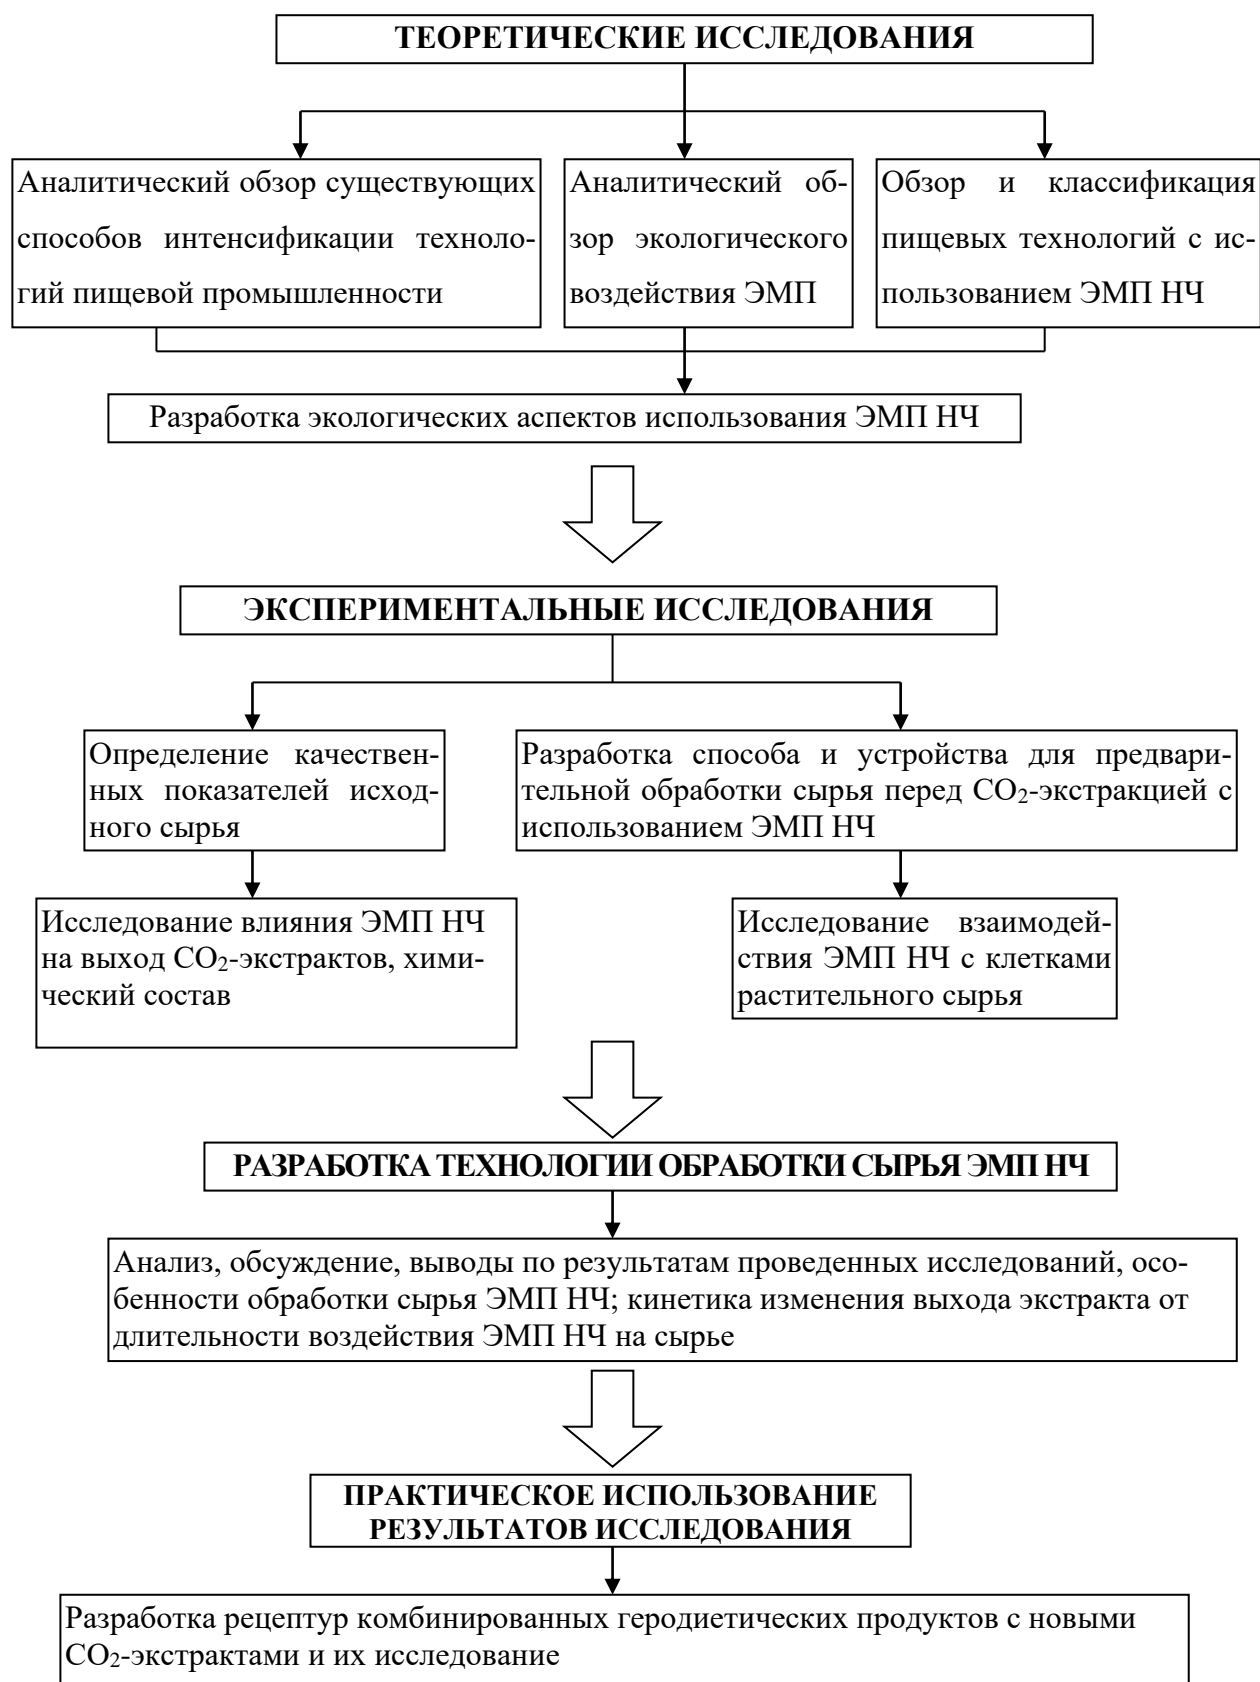 ТЕОРЕТИЧЕСКИЕ ИССЛЕДОВАНИЯ
Аналитический обзор существующих
способов интенсификации техноло-
гий пищевой промышленности
Аналитический об-
зор экологического
воздействия ЭМП
Обзор и классификация
пищевых технологий с ис-
пользованием ЭМП НЧ
Разработка экологических аспектов использования ЭМП НЧ
ЭКСПЕРИМЕНТАЛЬНЫЕ ИССЛЕДОВАНИЯ
Определение качествен-
ных показателей исход-
ного сырья
Разработка способа и устройства для предвари-
тельной обработки сырья перед СО₂-экстракцией с
использованием ЭМП НЧ
Исследование влияния ЭМП НЧ
на выход СО₂-экстрактов, хими-
ческий состав
Исследование взаимодей-
ствия ЭМП НЧ с клетками
растительного сырья
РАЗРАБОТКА ТЕХНОЛОГИИ ОБРАБОТКИ СЫРЬЯ ЭМП НЧ
Анализ, обсуждение, выводы по результатам проведенных исследований, осо-
бенности обработки сырья ЭМП НЧ; кинетика изменения выхода экстракта от
длительности воздействия ЭМП НЧ на сырье
ПРАКТИЧЕСКОЕ ИСПОЛЬЗОВАНИЕ
РЕЗУЛЬТАТОВ ИССЛЕДОВАНИЯ
Разработка рецептур комбинированных геродиетических продуктов с новыми
СО₂-экстрактами и их исследование